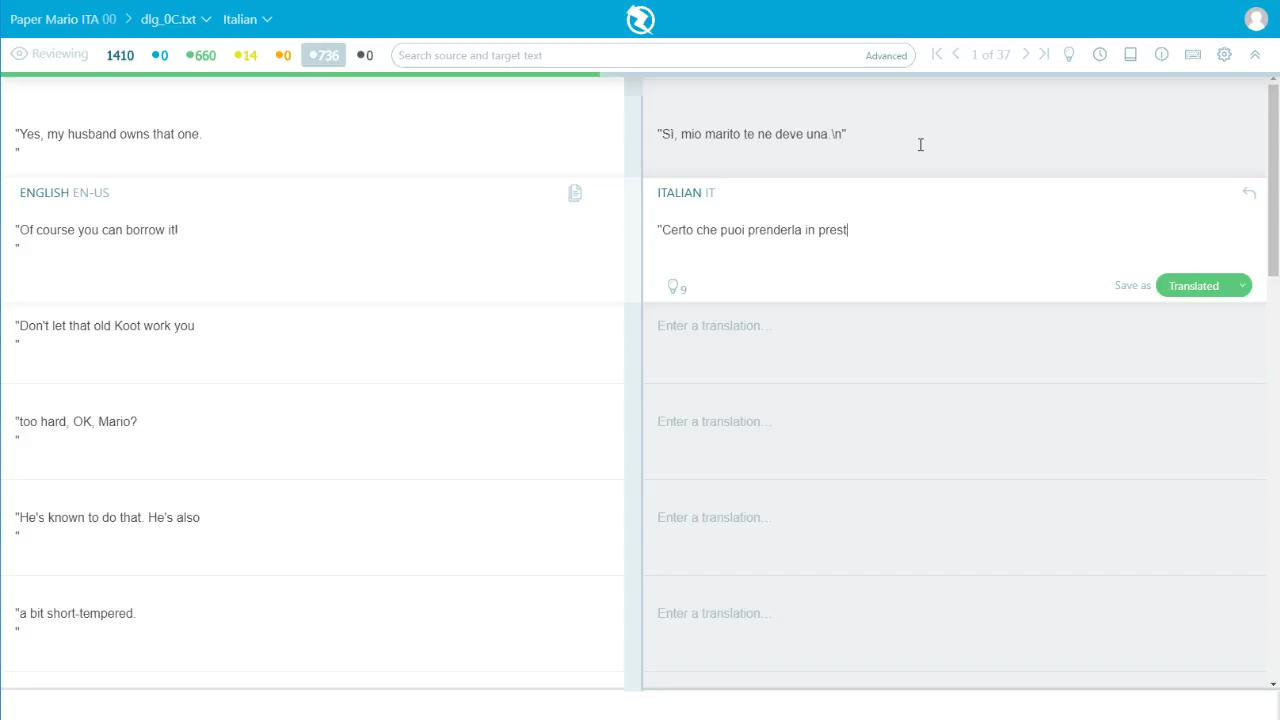 Paper Mario ITA 00 > dlg_0C.txt Italian
Reviewing 1410 0 660 14 0 736 0 Search source and target text Advanced 1 of 37
"Yes, my husband owns that one.
"
"Sì, mio marito te ne deve una.\n"
ENGLISH EN-US
ITALIAN IT
"Of course you can borrow it!
"
"Certo che puoi prenderla in prest
9
Save as Translated
"Don't let that old Koot work you
"
Enter a translation...
"too hard, OK, Mario?
"
Enter a translation...
"He's known to do that. He's also
"
Enter a translation...
"a bit short-tempered.
"
Enter a translation...